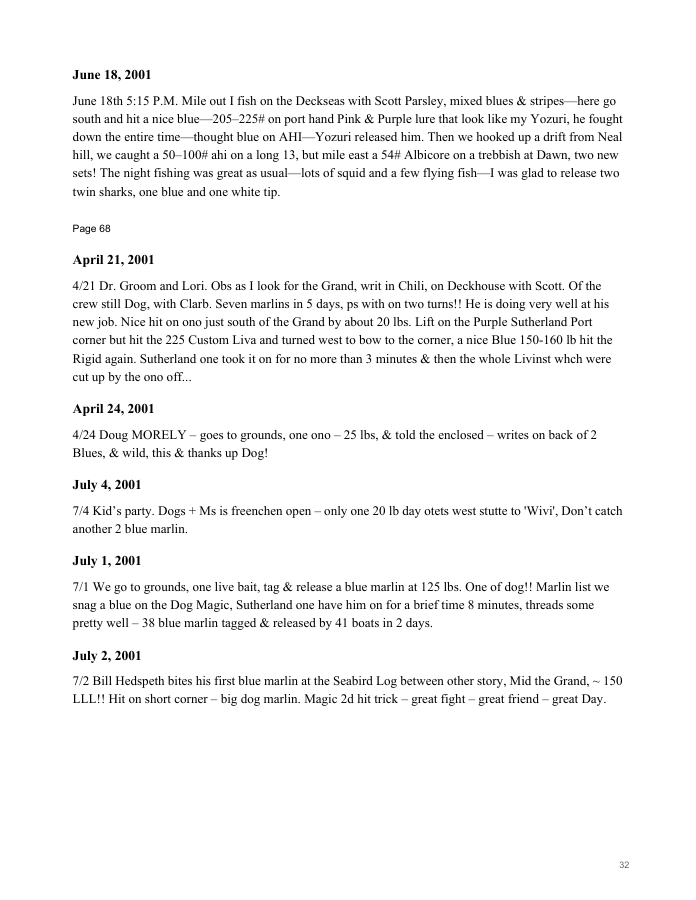 June 18, 2001
June 18th 5:15 P.M. Mile out I fish on the Deckseas with Scott Parsley, mixed blues & stripes—here go
south and hit a nice blue—205–225# on port hand Pink & Purple lure that look like my Yozuri, he fought
down the entire time—thought blue on AHI—Yozuri released him. Then we hooked up a drift from Neal
hill, we caught a 50–100# ahi on a long 13, but mile east a 54# Albicore on a trebbish at Dawn, two new
sets! The night fishing was great as usual—lots of squid and a few flying fish—I was glad to release two
twin sharks, one blue and one white tip.
Page 68
April 21, 2001
4/21 Dr. Groom and Lori. Obs as I look for the Grand, writ in Chili, on Deckhouse with Scott. Of the
crew still Dog, with Clarb. Seven marlins in 5 days, ps with on two turns!! He is doing very well at his
new job. Nice hit on ono just south of the Grand by about 20 lbs. Lift on the Purple Sutherland Port
corner but hit the 225 Custom Liva and turned west to bow to the corner, a nice Blue 150-160 lb hit the
Rigid again. Sutherland one took it on for no more than 3 minutes & then the whole Livinst whch were
cut up by the ono off...
April 24, 2001
4/24 Doug MORELY – goes to grounds, one ono – 25 lbs, & told the enclosed – writes on back of 2
Blues, & wild, this & thanks up Dog!
July 4, 2001
7/4 Kid’s party. Dogs + Ms is freenchen open – only one 20 lb day otets west stutte to 'Wivi', Don’t catch
another 2 blue marlin.
July 1, 2001
7/1 We go to grounds, one live bait, tag & release a blue marlin at 125 lbs. One of dog!! Marlin list we
snag a blue on the Dog Magic, Sutherland one have him on for a brief time 8 minutes, threads some
pretty well – 38 blue marlin tagged & released by 41 boats in 2 days.
July 2, 2001
7/2 Bill Hedspeth bites his first blue marlin at the Seabird Log between other story, Mid the Grand, ~ 150
LLL!! Hit on short corner – big dog marlin. Magic 2d hit trick – great fight – great friend – great Day.
32